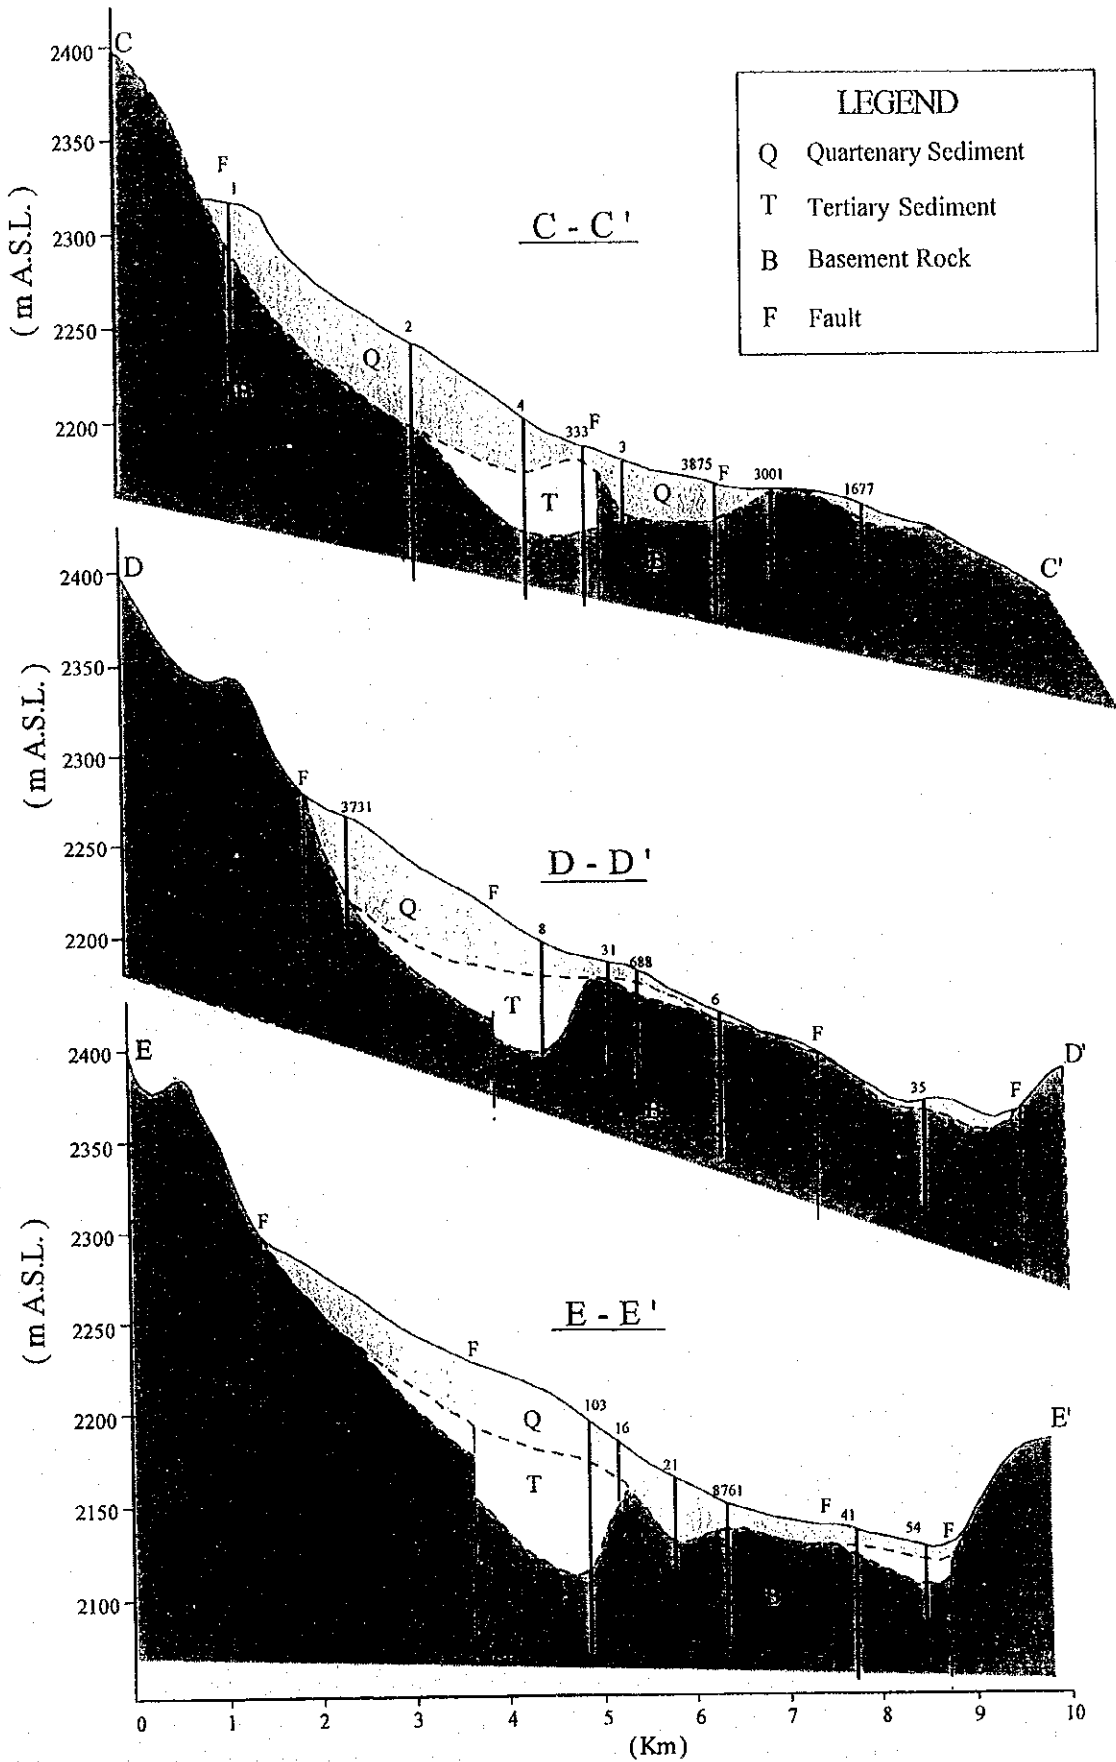 C
2400
2350
2300
2250
2200
( m A.S.L. )
F
1
2
4
333
F
3
3875
F
3001
1677
Q
T
Q
B
B
C'
C - C'
LEGEND
Q Quartenary Sediment
T Tertiary Sediment
B Basement Rock
F Fault
D
2400
2350
2300
2250
2200
( m A.S.L. )
F
3731
F
8
31
688
6
F
35
F
Q
T
B
D'
D - D'
E
2400
2350
2300
2250
2200
2150
2100
( m A.S.L. )
F
F
103
16
21
8761
F
41
54
F
Q
T
B
E'
E - E'
0 1 2 3 4 5 6 7 8 9 10
(Km)